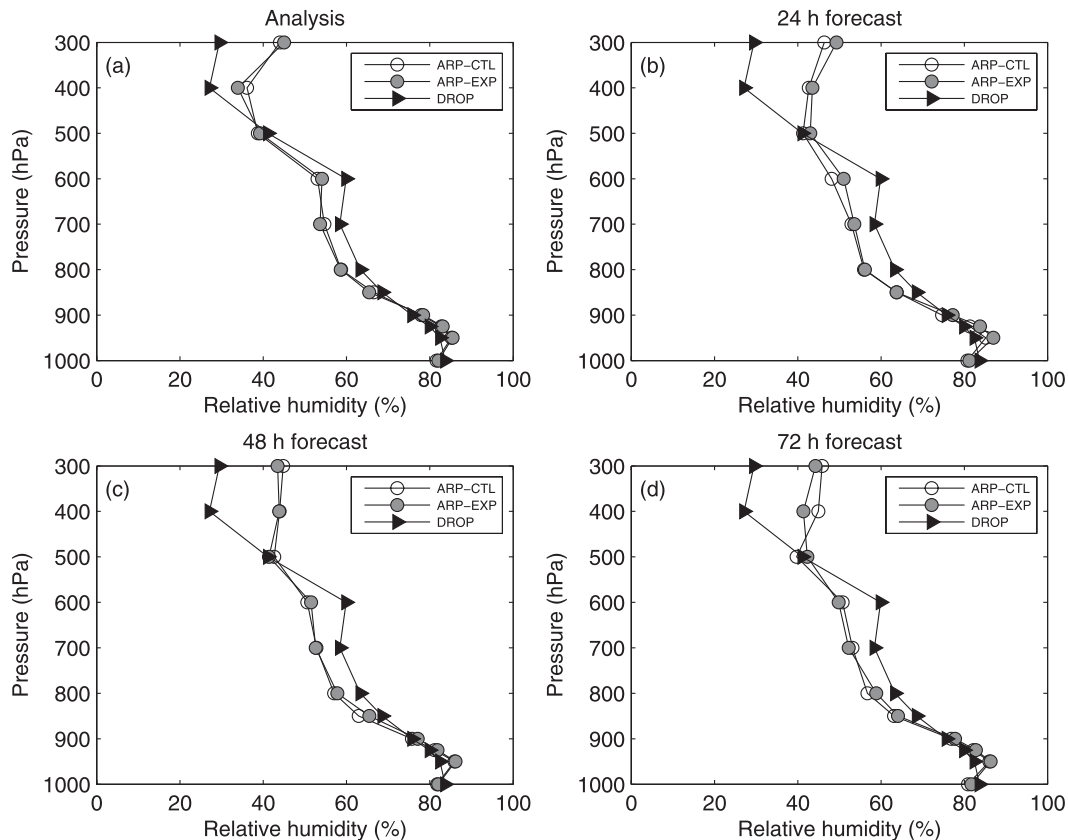 Analysis
(a)
ARP-CTL
ARP-EXP
DROP
300
400
500
600
700
800
900
1000
Pressure (hPa)
0 20 40 60 80 100
Relative humidity (%)
24 h forecast
(b)
ARP-CTL
ARP-EXP
DROP
300
400
500
600
700
800
900
1000
Pressure (hPa)
0 20 40 60 80 100
Relative humidity (%)
48 h forecast
(c)
ARP-CTL
ARP-EXP
DROP
300
400
500
600
700
800
900
1000
Pressure (hPa)
0 20 40 60 80 100
Relative humidity (%)
72 h forecast
(d)
ARP-CTL
ARP-EXP
DROP
300
400
500
600
700
800
900
1000
Pressure (hPa)
0 20 40 60 80 100
Relative humidity (%)